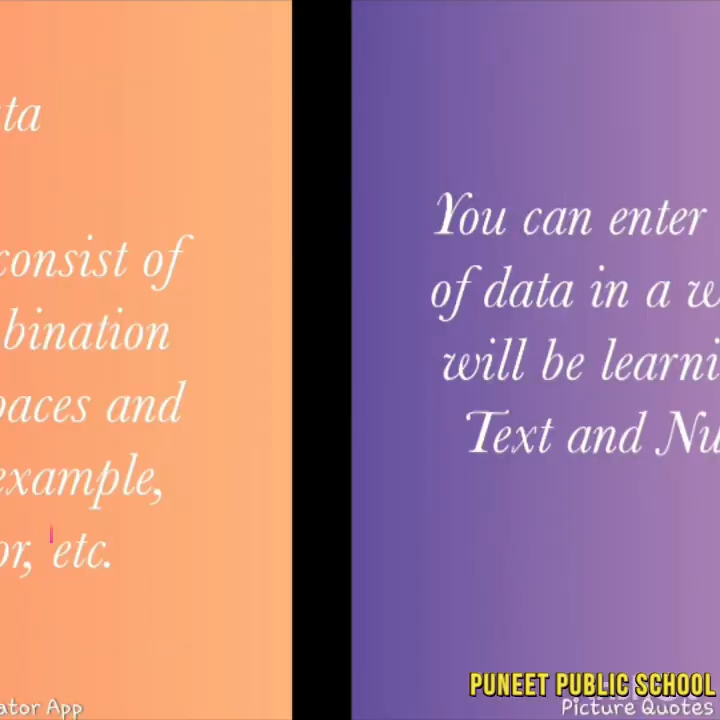 ta
consist of
bination
paces and
example,
or, etc.
ator App
You can enter
of data in a w
will be learni
Text and Nu
PUNEET PUBLIC SCHOOL
Picture Quotes